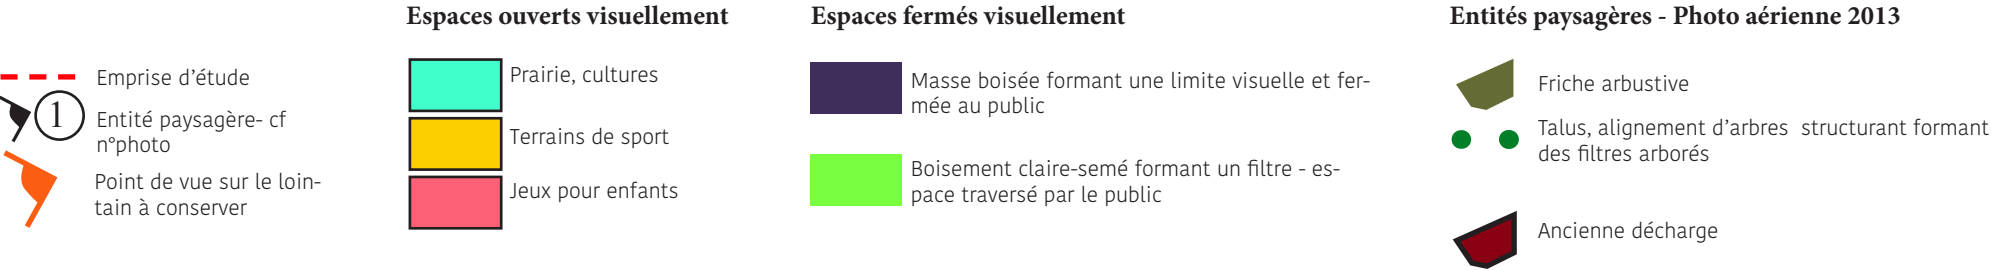 Emprise d'étude
1
Entité paysagère- cf
n°photo
Point de vue sur le loin-
tain à conserver
Espaces ouverts visuellement
Prairie, cultures
Terrains de sport
Jeux pour enfants
Espaces fermés visuellement
Masse boisée formant une limite visuelle et fer-
mée au public
Boisement claire-semé formant un filtre - es-
pace traversé par le public
Entités paysagères - Photo aérienne 2013
Friche arbustive
Talus, alignement d'arbres structurant formant
des filtres arborés
Ancienne décharge